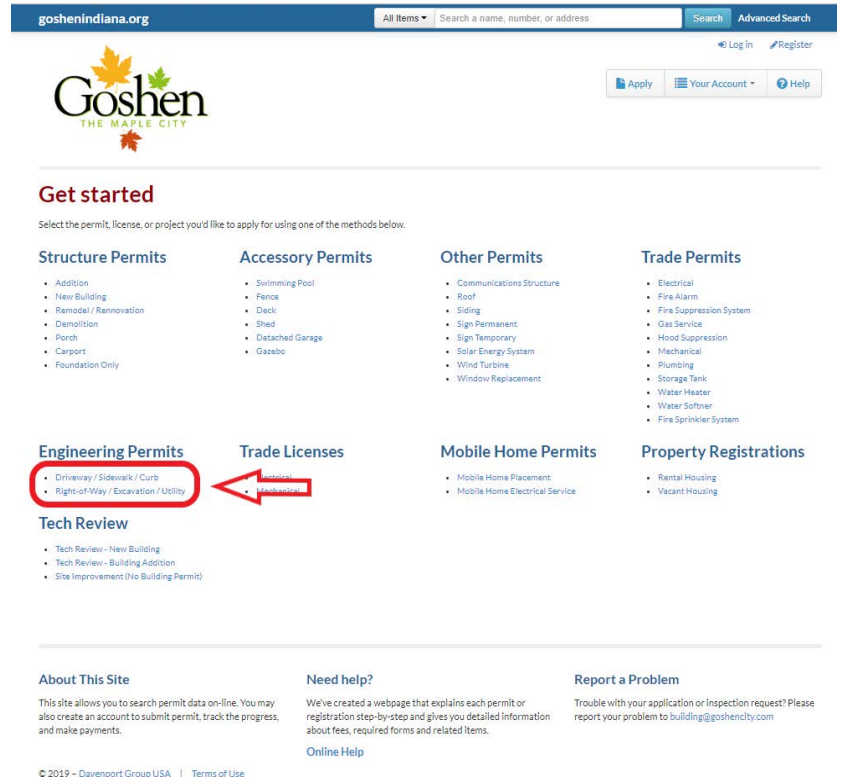 goshenindiana.org
All Items
Search a name, number, or address
Search
Advanced Search
Log in
Register
Goshen
THE MAPLE CITY
Apply
Your Account
Help
Get started
Select the permit, license, or project you'd like to apply for using one of the methods below.
Structure Permits
Addition
New Building
Remodel / Rennovation
Demolition
Porch
Carport
Foundation Only
Accessory Permits
Swimming Pool
Fence
Deck
Shed
Detached Garage
Gazebo
Other Permits
Communications Structure
Roof
Siding
Sign Permanent
Sign Temporary
Solar Energy System
Wind Turbine
Window Replacement
Trade Permits
Electrical
Fire Alarm
Fire Suppression System
Gas Service
Hood Suppression
Mechanical
Plumbing
Storage Tank
Water Heater
Water Softner
Fire Sprinkler System
Engineering Permits
Driveway / Sidewalk / Curb
Right-of-Way / Excavation / Utility
Trade Licenses
Electrical
Mechanical
Mobile Home Permits
Mobile Home Placement
Mobile Home Electrical Service
Property Registrations
Rental Housing
Vacant Housing
Tech Review
Tech Review - New Building
Tech Review - Building Addition
Site Improvement (No Building Permit)
About This Site
This site allows you to search permit data on-line. You may
also create an account to submit permit, track the progress,
and make payments.
Need help?
We've created a webpage that explains each permit or
registration step-by-step and gives you detailed information
about fees, required forms and related items.
Online Help
Report a Problem
Trouble with your application or inspection request? Please
report your problem to building@goshencity.com
© 2019 – Davenport Group USA | Terms of Use